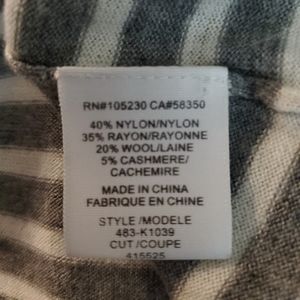 RN#105230 CA#58350
40% NYLON/NYLON
35% RAYON/RAYONNE
20% WOOL/LAINE
5% CASHMERE/
CACHEMIRE
MADE IN CHINA
FABRIQUE EN CHINE
STYLE/MODELE
483-K1039
CUT/COUPE
415525